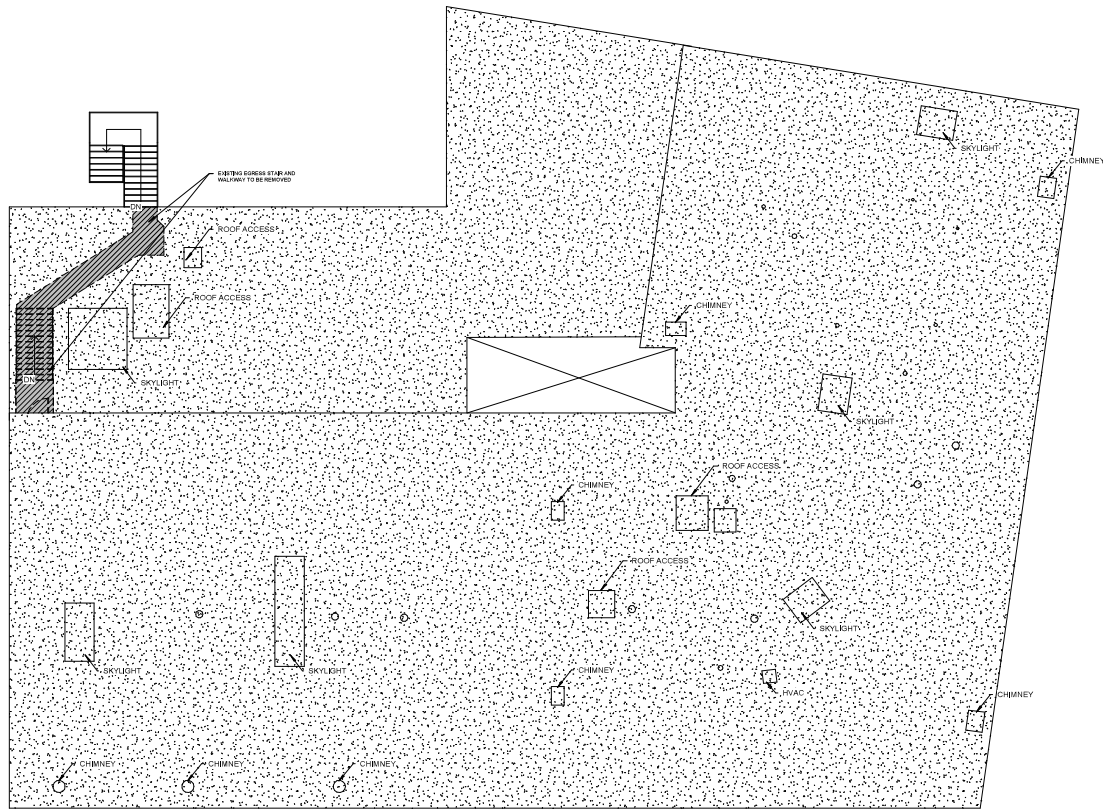 SKYLIGHT
CHIMNEY
EXISTING EGRESS STAIR AND
WALKWAY TO BE REMOVED
DN
ROOF ACCESS
ROOF ACCESS
CHIMNEY
DN
SKYLIGHT
SKYLIGHT
ROOF ACCESS
CHIMNEY
ROOF ACCESS
SKYLIGHT
SKYLIGHT
SKYLIGHT
CHIMNEY
HVAC
CHIMNEY
CHIMNEY
CHIMNEY
CHIMNEY